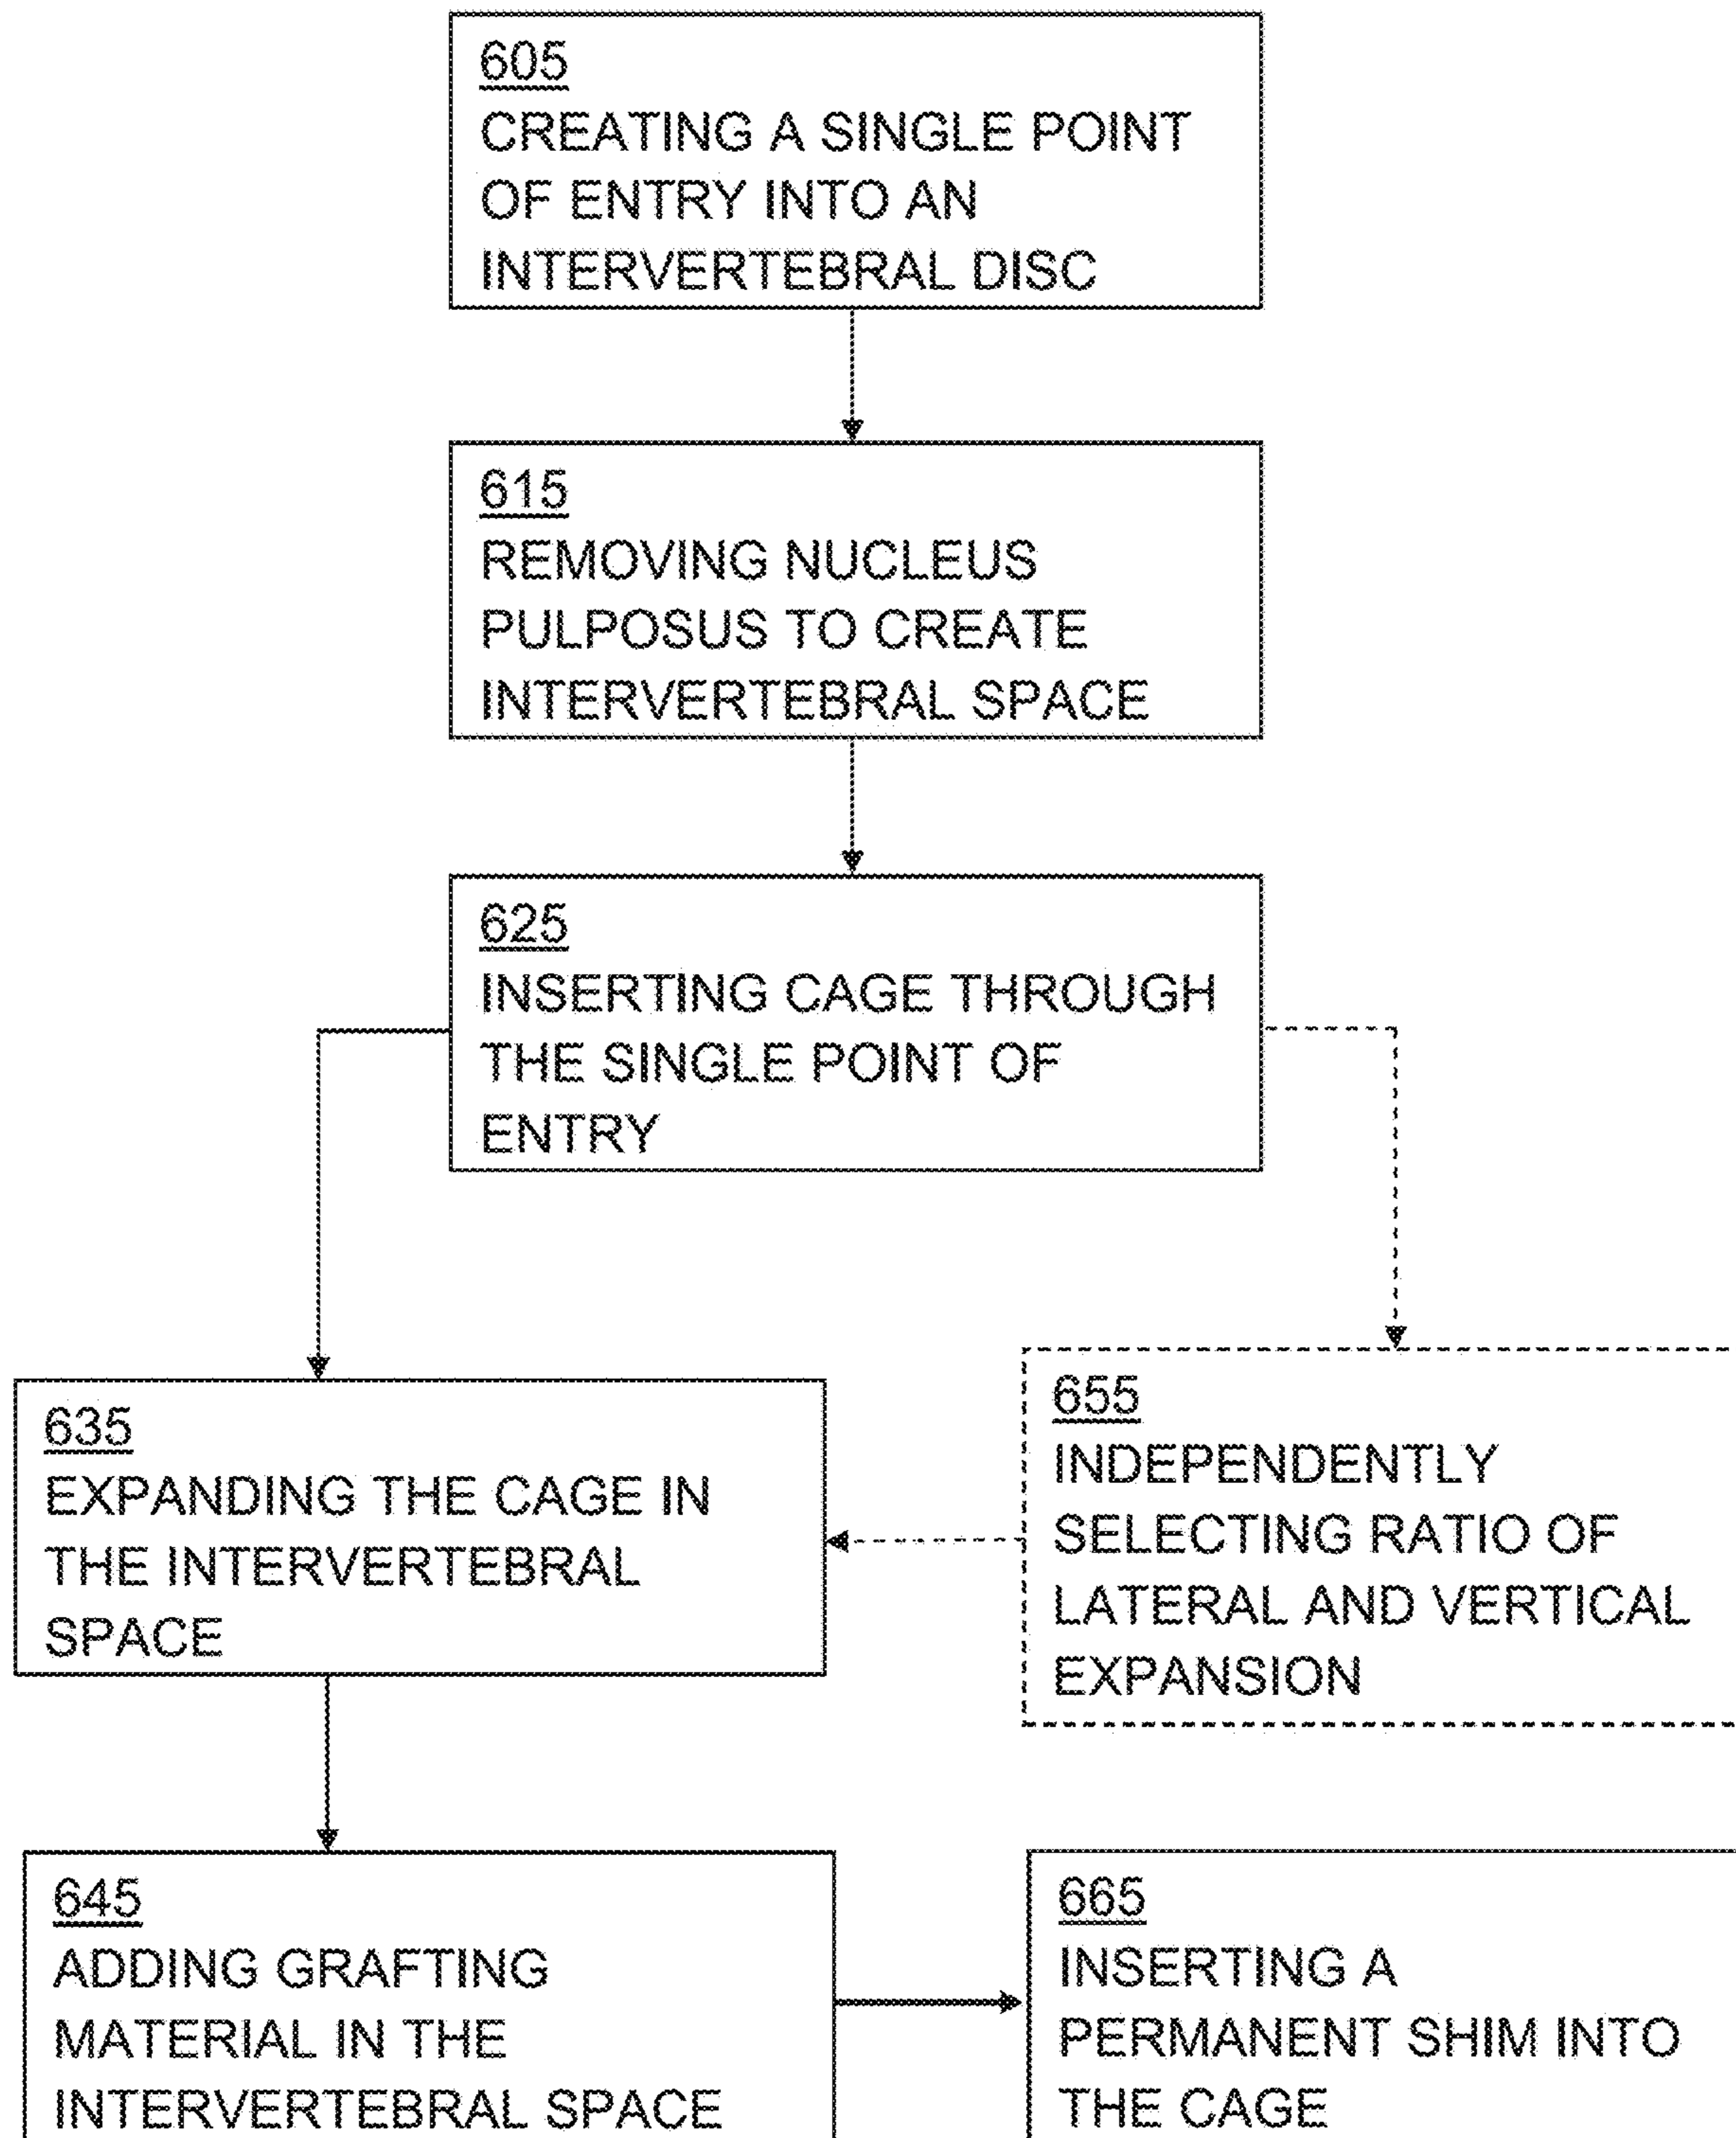 605
CREATING A SINGLE POINT
OF ENTRY INTO AN
INTERVERTEBRAL DISC
615
REMOVING NUCLEUS
PULPOSUS TO CREATE
INTERVERTEBRAL SPACE
625
INSERTING CAGE THROUGH
THE SINGLE POINT OF
ENTRY
635
EXPANDING THE CAGE IN
THE INTERVERTEBRAL
SPACE
655
INDEPENDENTLY
SELECTING RATIO OF
LATERAL AND VERTICAL
EXPANSION
645
ADDING GRAFTING
MATERIAL IN THE
INTERVERTEBRAL SPACE
665
INSERTING A
PERMANENT SHIM INTO
THE CAGE